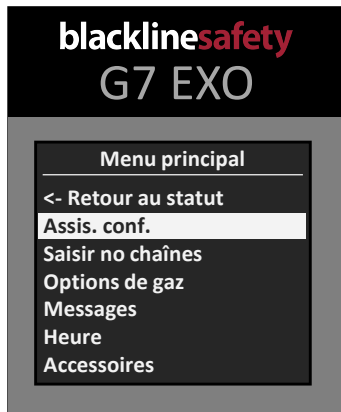 blacklinesafety
G7 EXO
Menu principal
<- Retour au statut
Assis. conf.
Saisir no chaînes
Options de gaz
Messages
Heure
Accessoires